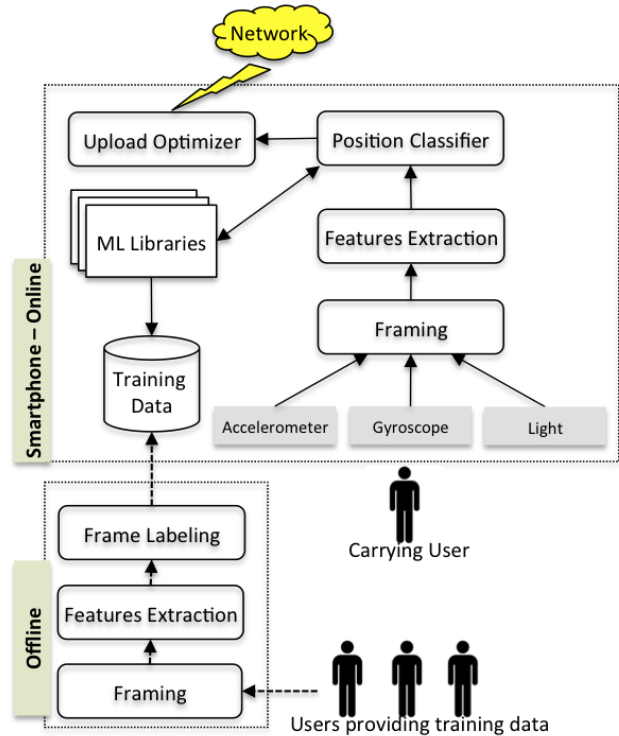 Network
Upload Optimizer
Position Classifier
ML Libraries
Features Extraction
Framing
Training
Data
Accelerometer
Gyroscope
Light
Smartphone – Online
Carrying User
Frame Labeling
Features Extraction
Framing
Offline
Users providing training data